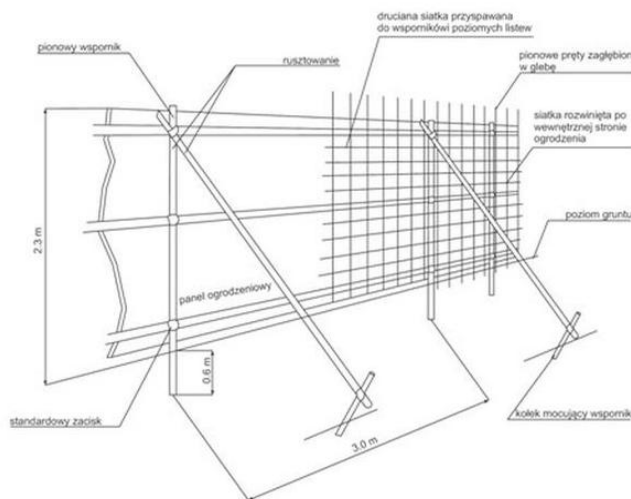 druciana siatka przyspawana
do wsporników i poziomych listew
pionowy wspornik
rusztowanie
pionowe pręty zagłębion
w glebę
siatka rozwinięta po
wewnętrznej stronie
ogrodzenia
2.3 m
poziom gruntu
panel ogrodzeniowy
0.6 m
standardowy zacisk
kołek mocujący wspornik
3.0 m